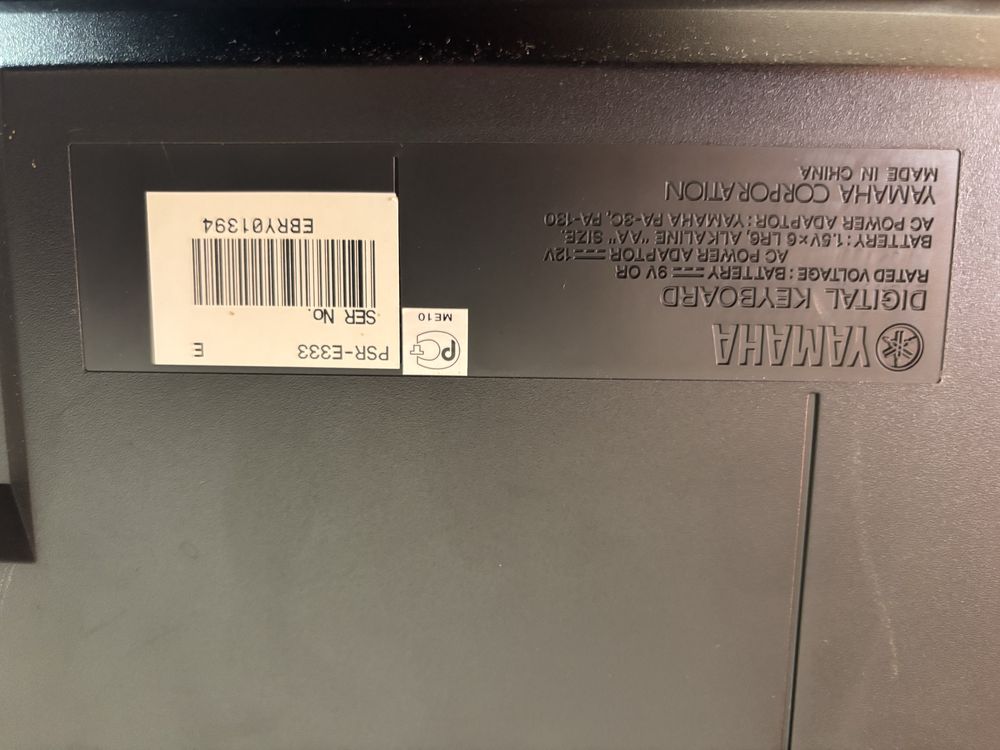 YAMAHA
DIGITAL KEYBOARD
RATED VOLTAGE : BATTERY ⎓ 9V OR
AC POWER ADAPTOR ⎓ 12V
BATTERY : 1.5V×6 LR6, ALKALINE "AA" SIZE.
AC POWER ADAPTOR : YAMAHA PA-3C, PA-130
YAMAHA CORPORATION
MADE IN CHINA
РСТ
ME10
PSR-E333 E
SER No.
EBRY01394